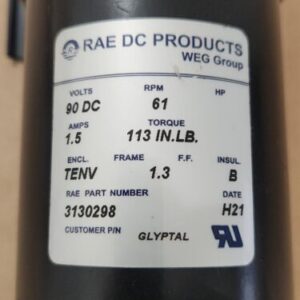 RAE DC PRODUCTS
WEG Group
VOLTS RPM HP
90 DC 61
AMPS TORQUE
1.5 113 IN.LB.
ENCL. FRAME F.F. INSUL.
TENV 1.3 B
RAE PART NUMBER DATE
3130298 H21
CUSTOMER P/N GLYPTAL